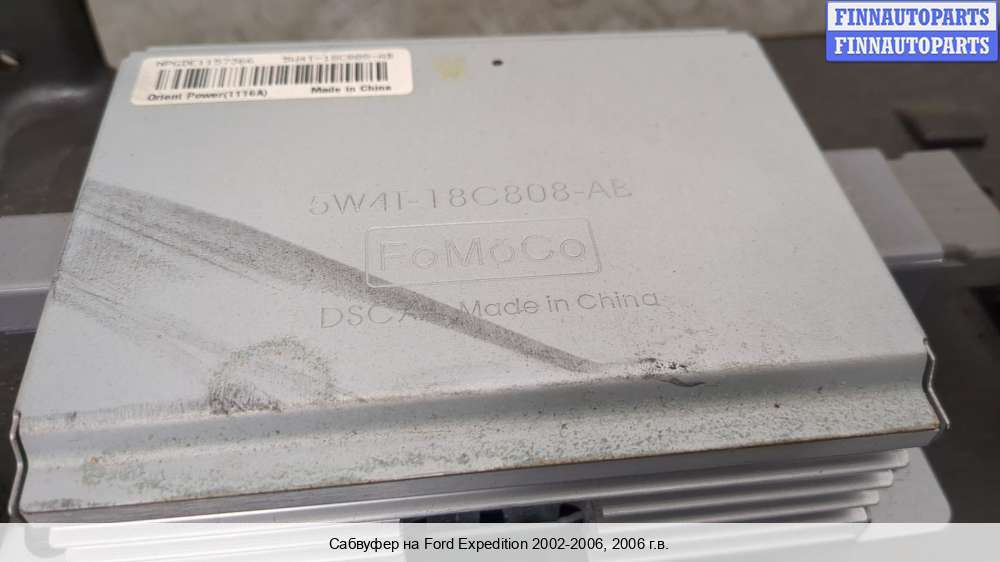 FINNAUTOPARTS
FINNAUTOPARTS
5W4T-18C808-AB
Orient Power(1116A) Made in China
5W4T-18C808-AB
FoMoCo
Made in China
Сабвуфер на Ford Expedition 2002-2006, 2006 г.в.